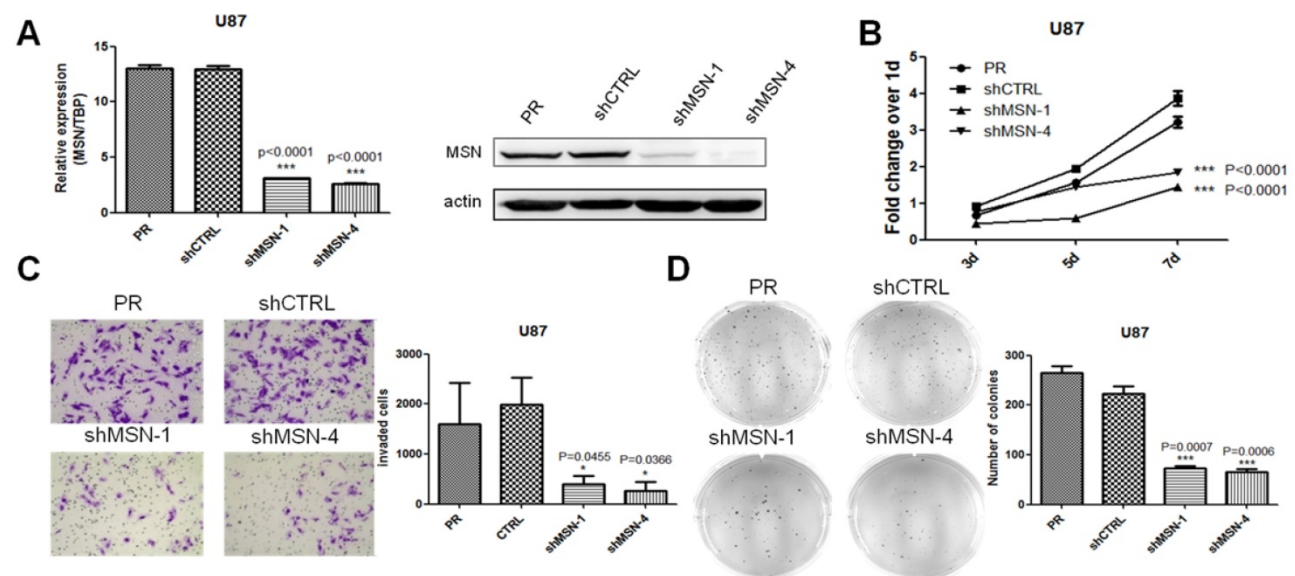 A
U87
15
10
5
0
Relative expression
(MSN/TBP)
p<0.0001
***
p<0.0001
***
PR
shCTRL
shMSN-1
shMSN-4
PR
shCTRL
shMSN-1
shMSN-4
MSN
actin
B
U87
5
4
3
2
1
0
Fold change over 1d
PR
shCTRL
shMSN-1
shMSN-4
*** P<0.0001
*** P<0.0001
3d
5d
7d
C
PR
shCTRL
shMSN-1
shMSN-4
U87
3000
2000
1000
0
invaded cells
P=0.0455
*
P=0.0366
*
PR
CTRL
shMSN-1
shMSN-4
D
PR
shCTRL
shMSN-1
shMSN-4
U87
300
200
100
0
Number of colonies
P=0.0007
***
P=0.0006
***
PR
shCTRL
shMSN-1
shMSN-4